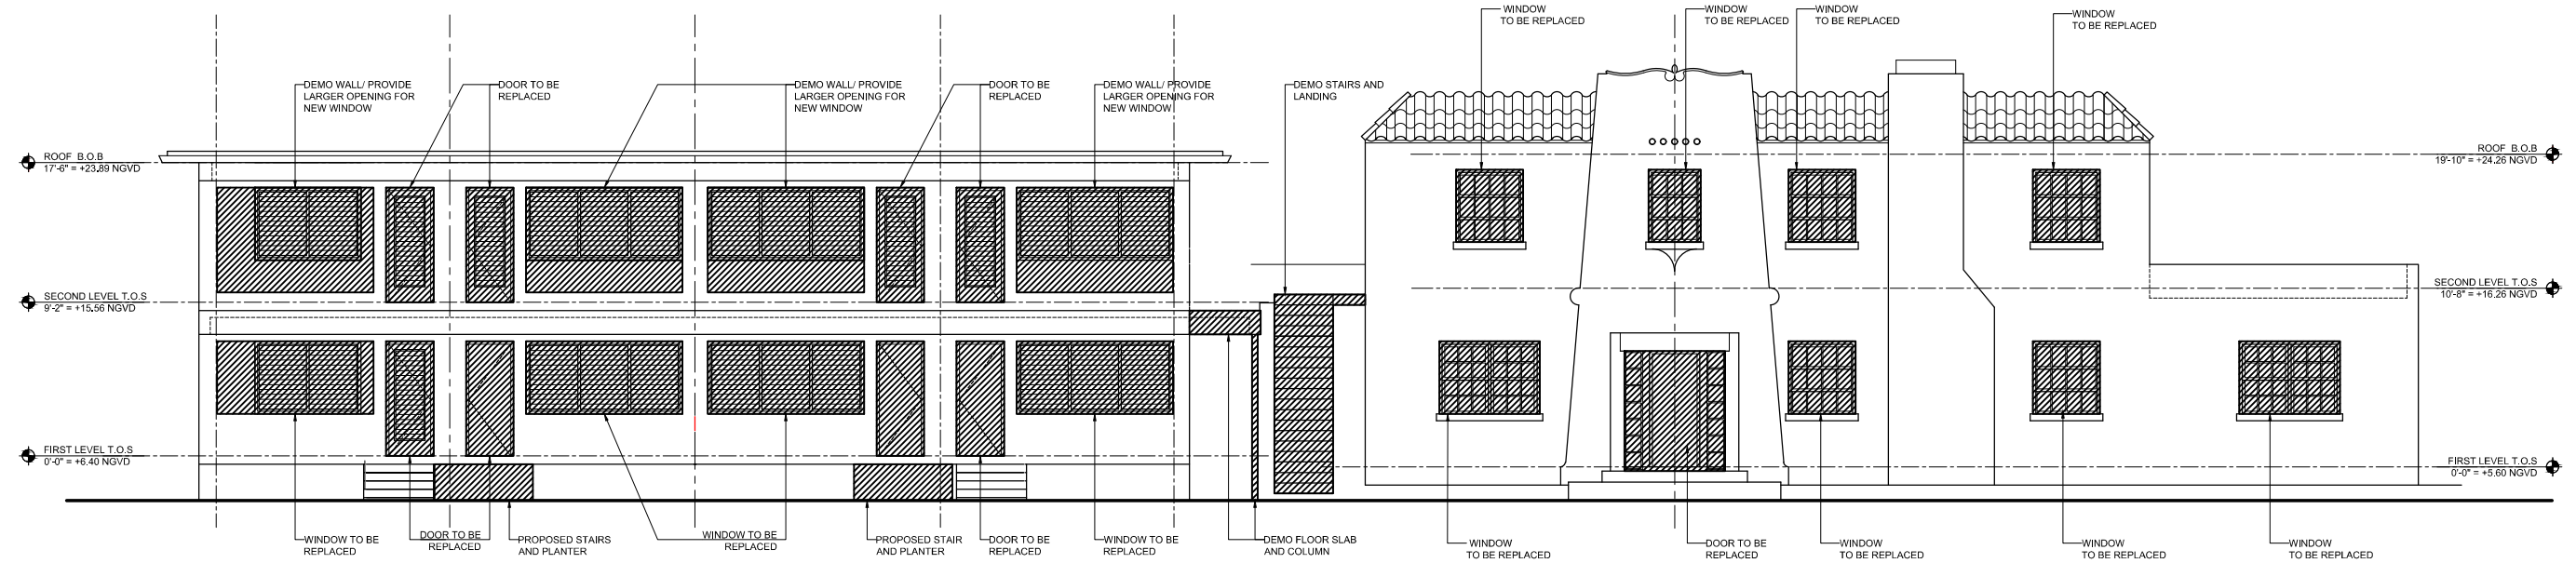 WINDOW
TO BE REPLACED
WINDOW
TO BE REPLACED
WINDOW
TO BE REPLACED
WINDOW
TO BE REPLACED
DEMO WALL/ PROVIDE
LARGER OPENING FOR
NEW WINDOW
DOOR TO BE
REPLACED
DEMO WALL/ PROVIDE
LARGER OPENING FOR
NEW WINDOW
DOOR TO BE
REPLACED
DEMO WALL/ PROVIDE
LARGER OPENING FOR
NEW WINDOW
DEMO STAIRS AND
LANDING
ROOF B.O.B
17'-6" = +23.89 NGVD
ROOF B.O.B
19'-10" = +24.26 NGVD
SECOND LEVEL T.O.S
9'-2" = +15.56 NGVD
SECOND LEVEL T.O.S
10'-8" = +16.26 NGVD
FIRST LEVEL T.O.S
0'-0" = +6.40 NGVD
FIRST LEVEL T.O.S
0'-0" = +5.60 NGVD
WINDOW TO BE
REPLACED
DOOR TO BE
REPLACED
PROPOSED STAIRS
AND PLANTER
WINDOW TO BE
REPLACED
PROPOSED STAIR
AND PLANTER
DOOR TO BE
REPLACED
WINDOW TO BE
REPLACED
DEMO FLOOR SLAB
AND COLUMN
WINDOW
TO BE REPLACED
DOOR TO BE
REPLACED
WINDOW
TO BE REPLACED
WINDOW
TO BE REPLACED
WINDOW
TO BE REPLACED